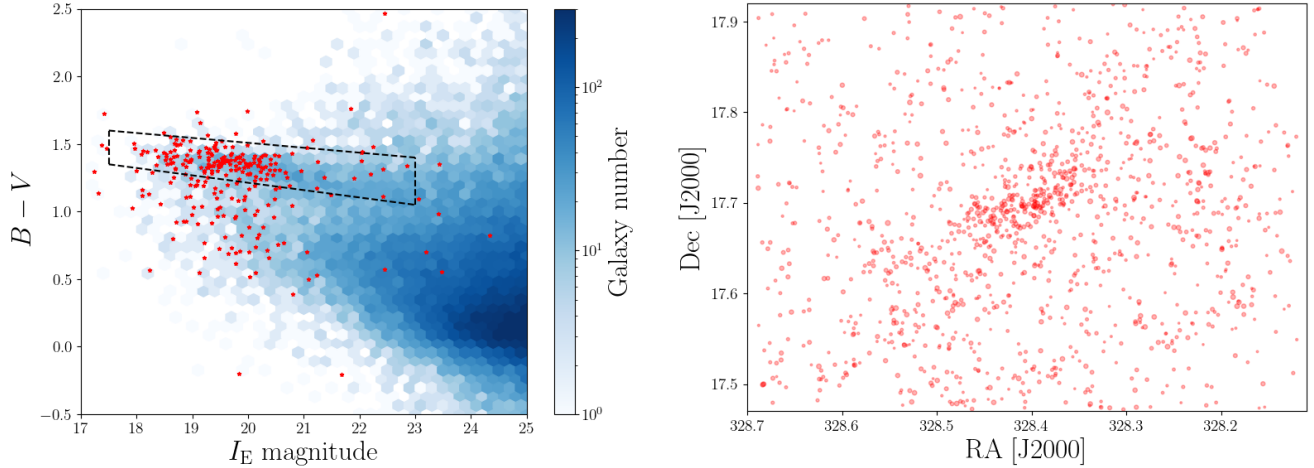 2.5
2.0
1.5
1.0
0.5
0.0
−0.5
B − V
17 18 19 20 21 22 23 24 25
I_E magnitude
10^2
10^1
10^0
Galaxy number
17.9
17.8
17.7
17.6
17.5
Dec [J2000]
328.7 328.6 328.5 328.4 328.3 328.2
RA [J2000]